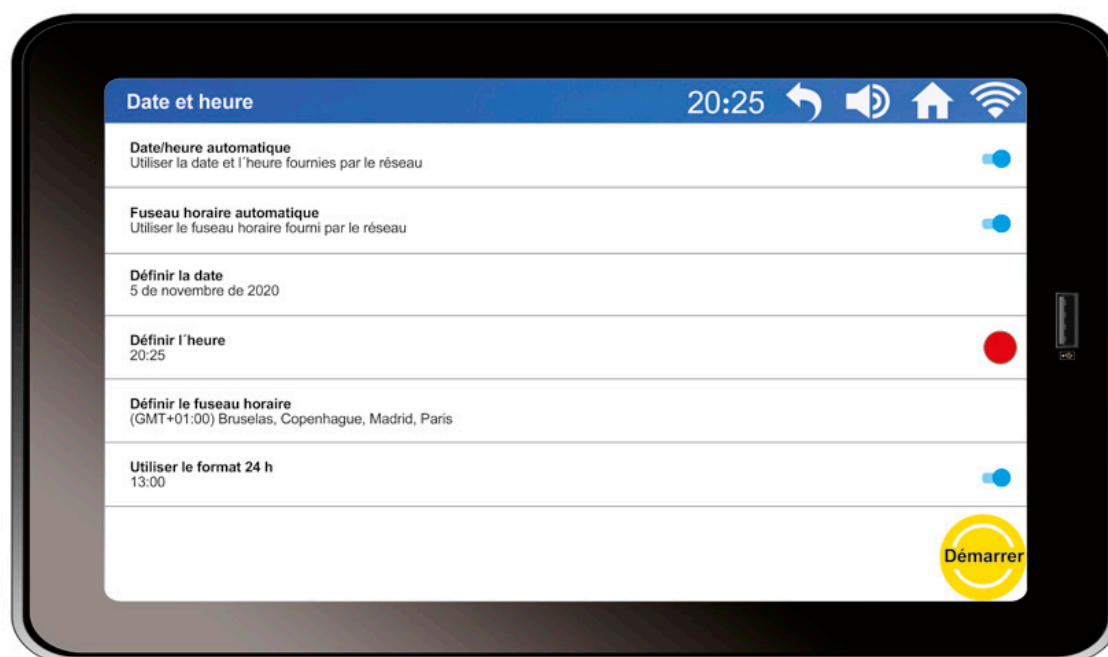 Date et heure
20:25
Date/heure automatique
Utiliser la date et l´heure fournies par le réseau
Fuseau horaire automatique
Utiliser le fuseau horaire fourni par le réseau
Définir la date
5 de novembre de 2020
Définir l´heure
20:25
Définir le fuseau horaire
(GMT+01:00) Bruselas, Copenhague, Madrid, Paris
Utiliser le format 24 h
13:00
Démarrer